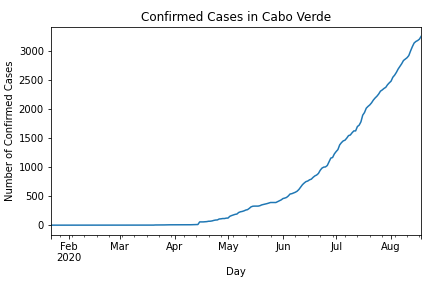 Confirmed Cases in Cabo Verde
Number of Confirmed Cases
3000
2500
2000
1500
1000
500
0
Feb Mar Apr May Jun Jul Aug
2020
Day